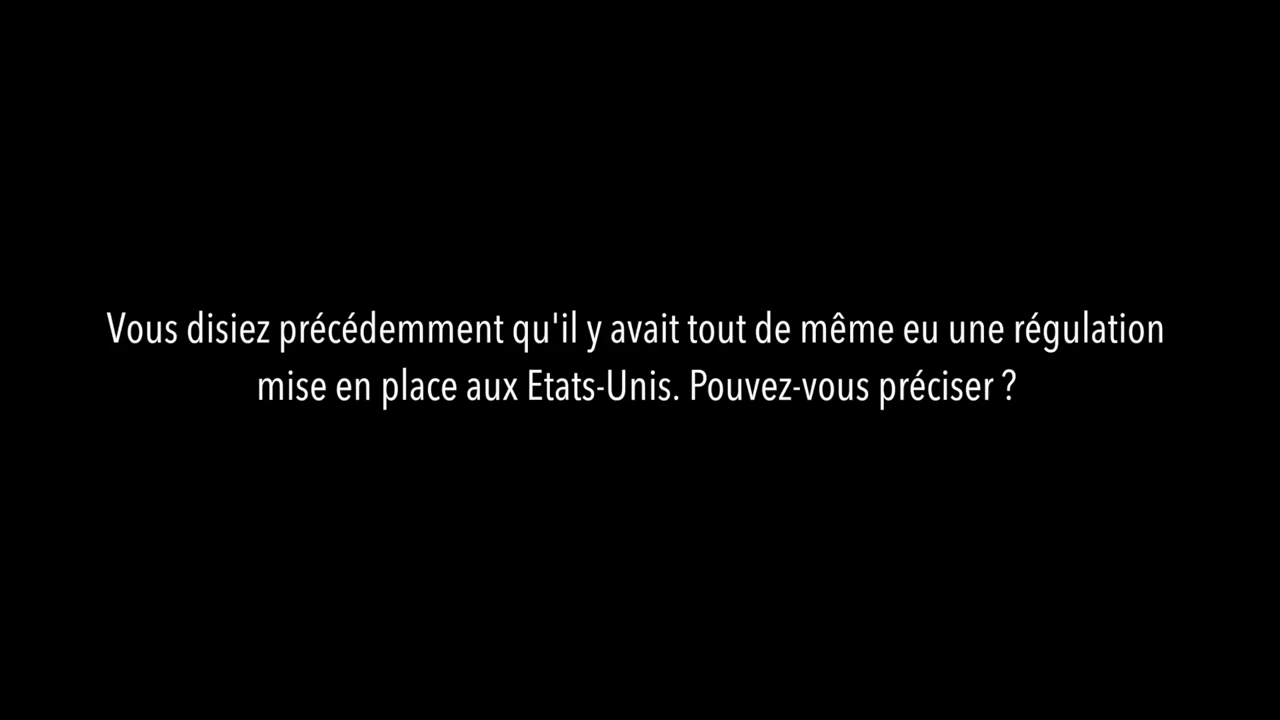 Vous disiez précédemment qu'il y avait tout de même eu une régulation
mise en place aux Etats-Unis. Pouvez-vous préciser ?